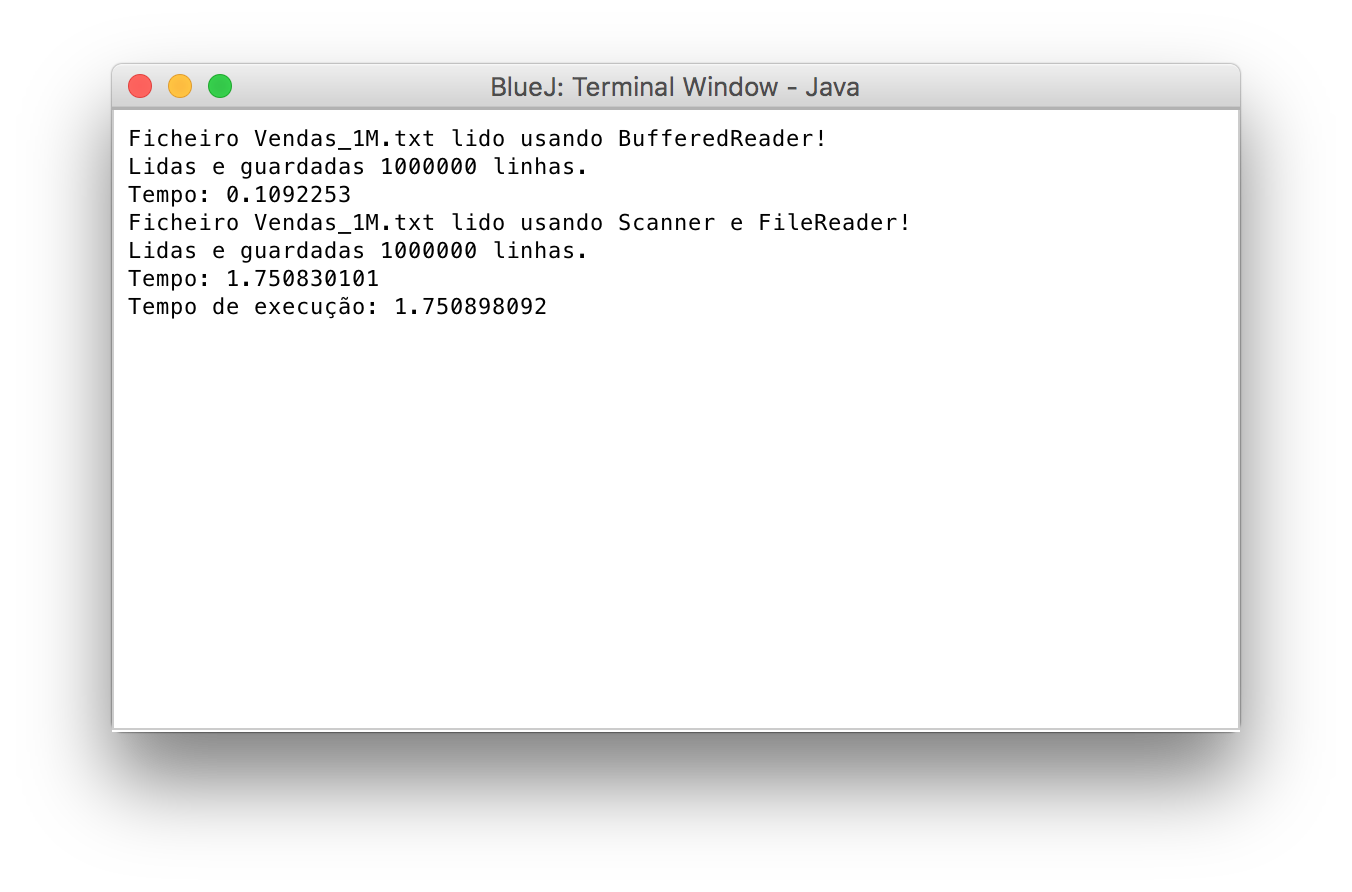 BlueJ: Terminal Window - Java
Ficheiro Vendas_1M.txt lido usando BufferedReader!
Lidas e guardadas 1000000 linhas.
Tempo: 0.1092253
Ficheiro Vendas_1M.txt lido usando Scanner e FileReader!
Lidas e guardadas 1000000 linhas.
Tempo: 1.750830101
Tempo de execução: 1.750898092